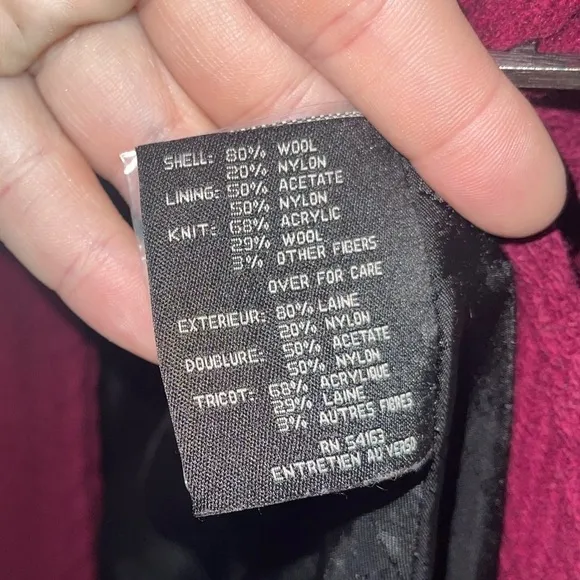 SHELL: 80% WOOL
20% NYLON
LINING: 50% ACETATE
50% NYLON
KNIT: 68% ACRYLIC
29% WOOL
3% OTHER FIBERS
OVER FOR CARE
EXTERIEUR: 80% LAINE
20% NYLON
DOUBLURE: 50% ACETATE
50% NYLON
TRICOT: 68% ACRYLIQUE
29% LAINE
3% AUTRES FIBRES
RN 54163
ENTRETIEN AU VERSO